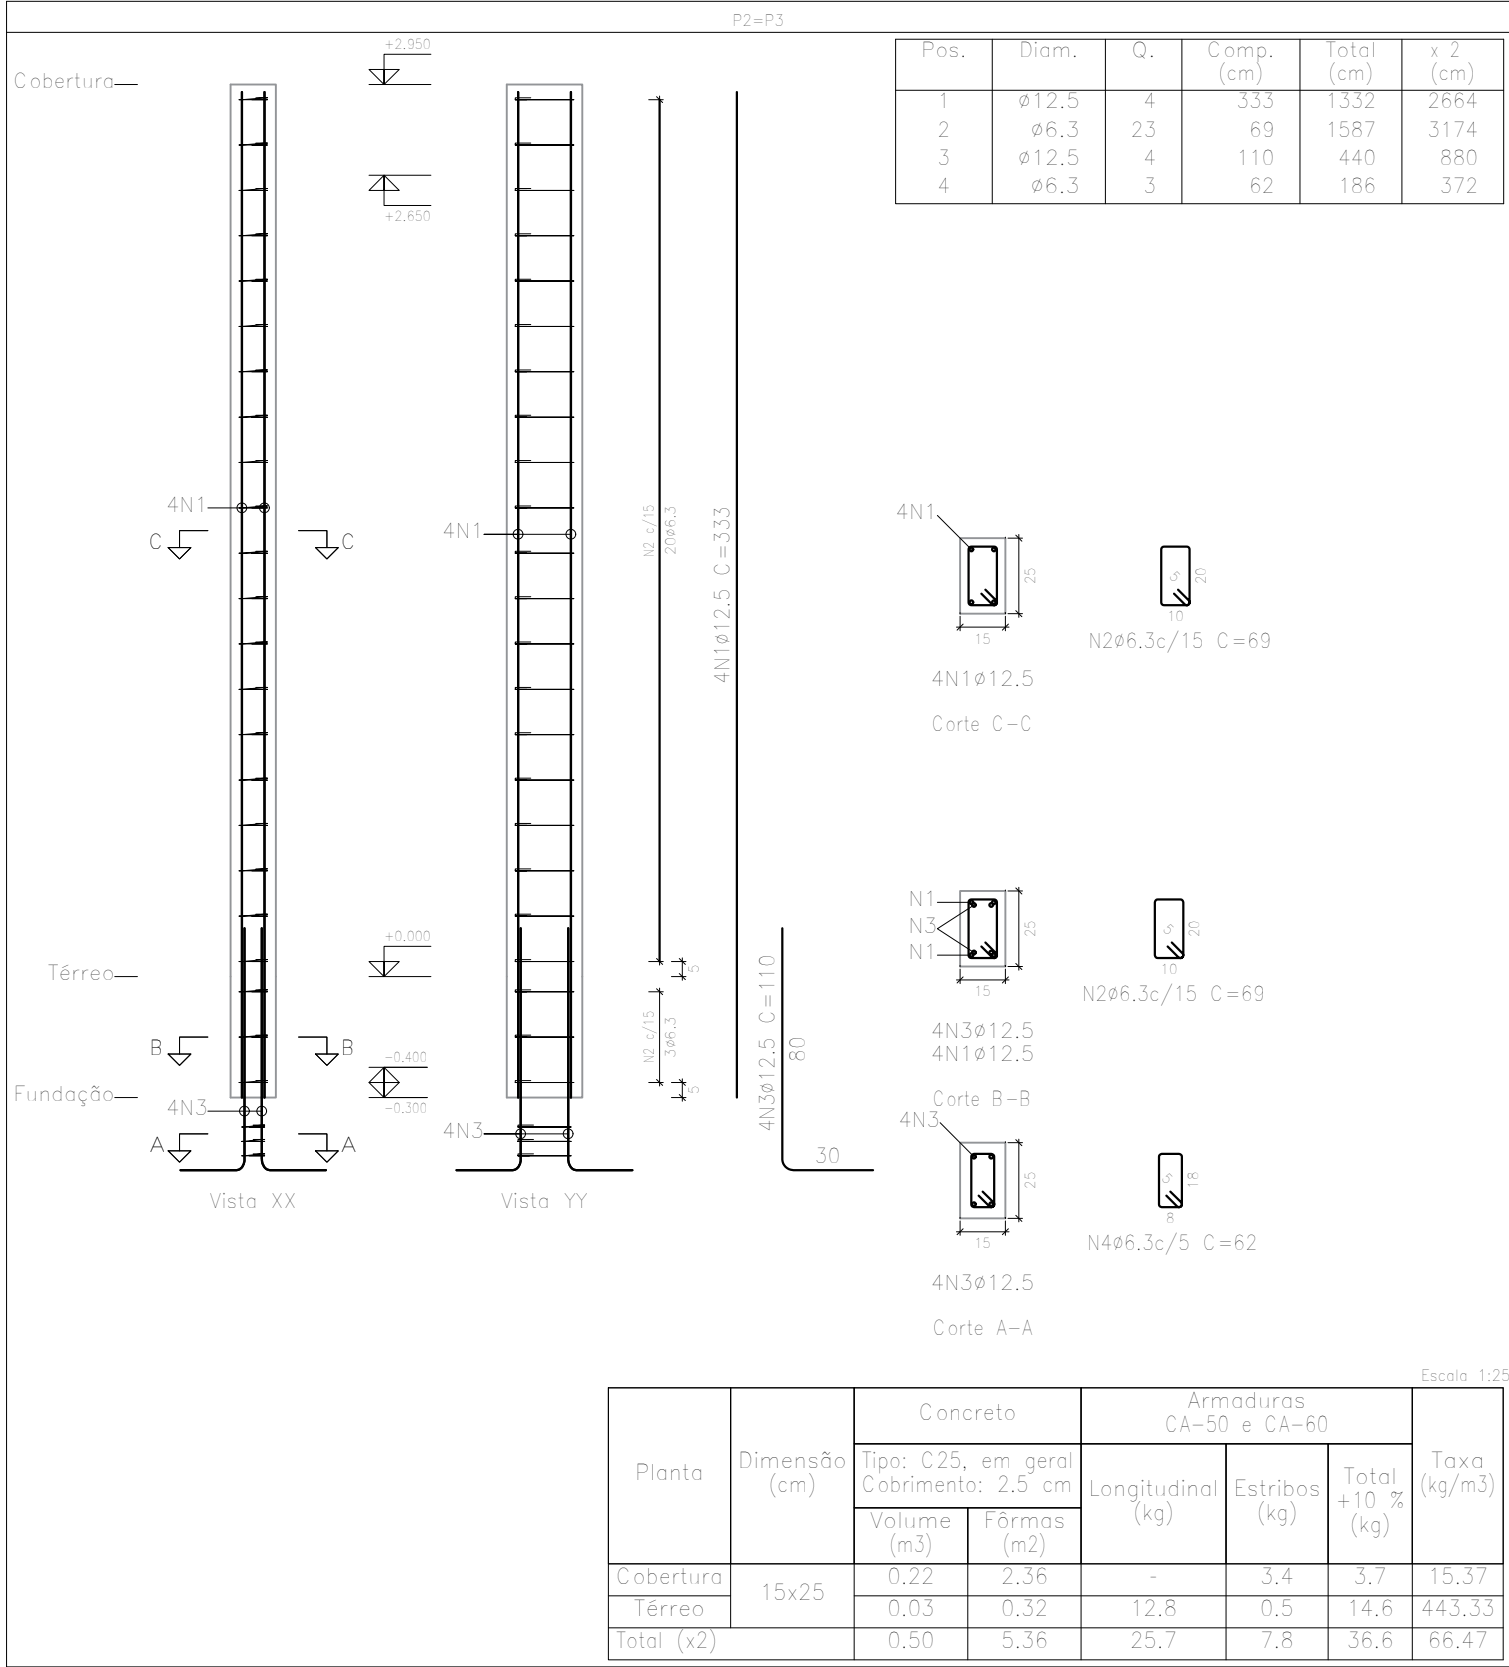 P2=P3
Pos. Diam. Q. Comp. (cm) Total (cm) x 2 (cm)
1 ø12.5 4 333 1332 2664
2 ø6.3 23 69 1587 3174
3 ø12.5 4 110 440 880
4 ø6.3 3 62 186 372
Cobertura
+2.950
+2.650
4N1
C
C
4N1
N2 c/15
20ø6.3
4N1ø12.5 C=333
4N1
25
15
4N1ø12.5
Corte C-C
5
20
10
N2ø6.3c/15 C=69
Térreo
+0.000
5
B
B
-0.400
Fundação
-0.300
N2 c/15
3ø6.3
5
4N3ø12.5 C=110
80
30
N1
N3
N1
25
15
4N3ø12.5
4N1ø12.5
Corte B-B
5
20
10
N2ø6.3c/15 C=69
4N3
A
A
4N3
Vista XX
Vista YY
4N3
25
15
4N3ø12.5
Corte A-A
5
18
8
N4ø6.3c/5 C=62
Escala 1:25
Planta
Dimensão
(cm)
Concreto
Tipo: C25, em geral
Cobrimento: 2.5 cm
Volume
(m3)
Fôrmas
(m2)
Armaduras
CA-50 e CA-60
Longitudinal
(kg)
Estribos
(kg)
Total
+10 %
(kg)
Taxa
(kg/m3)
Cobertura 15x25 0.22 2.36 - 3.4 3.7 15.37
Térreo 0.03 0.32 12.8 0.5 14.6 443.33
Total (x2) 0.50 5.36 25.7 7.8 36.6 66.47